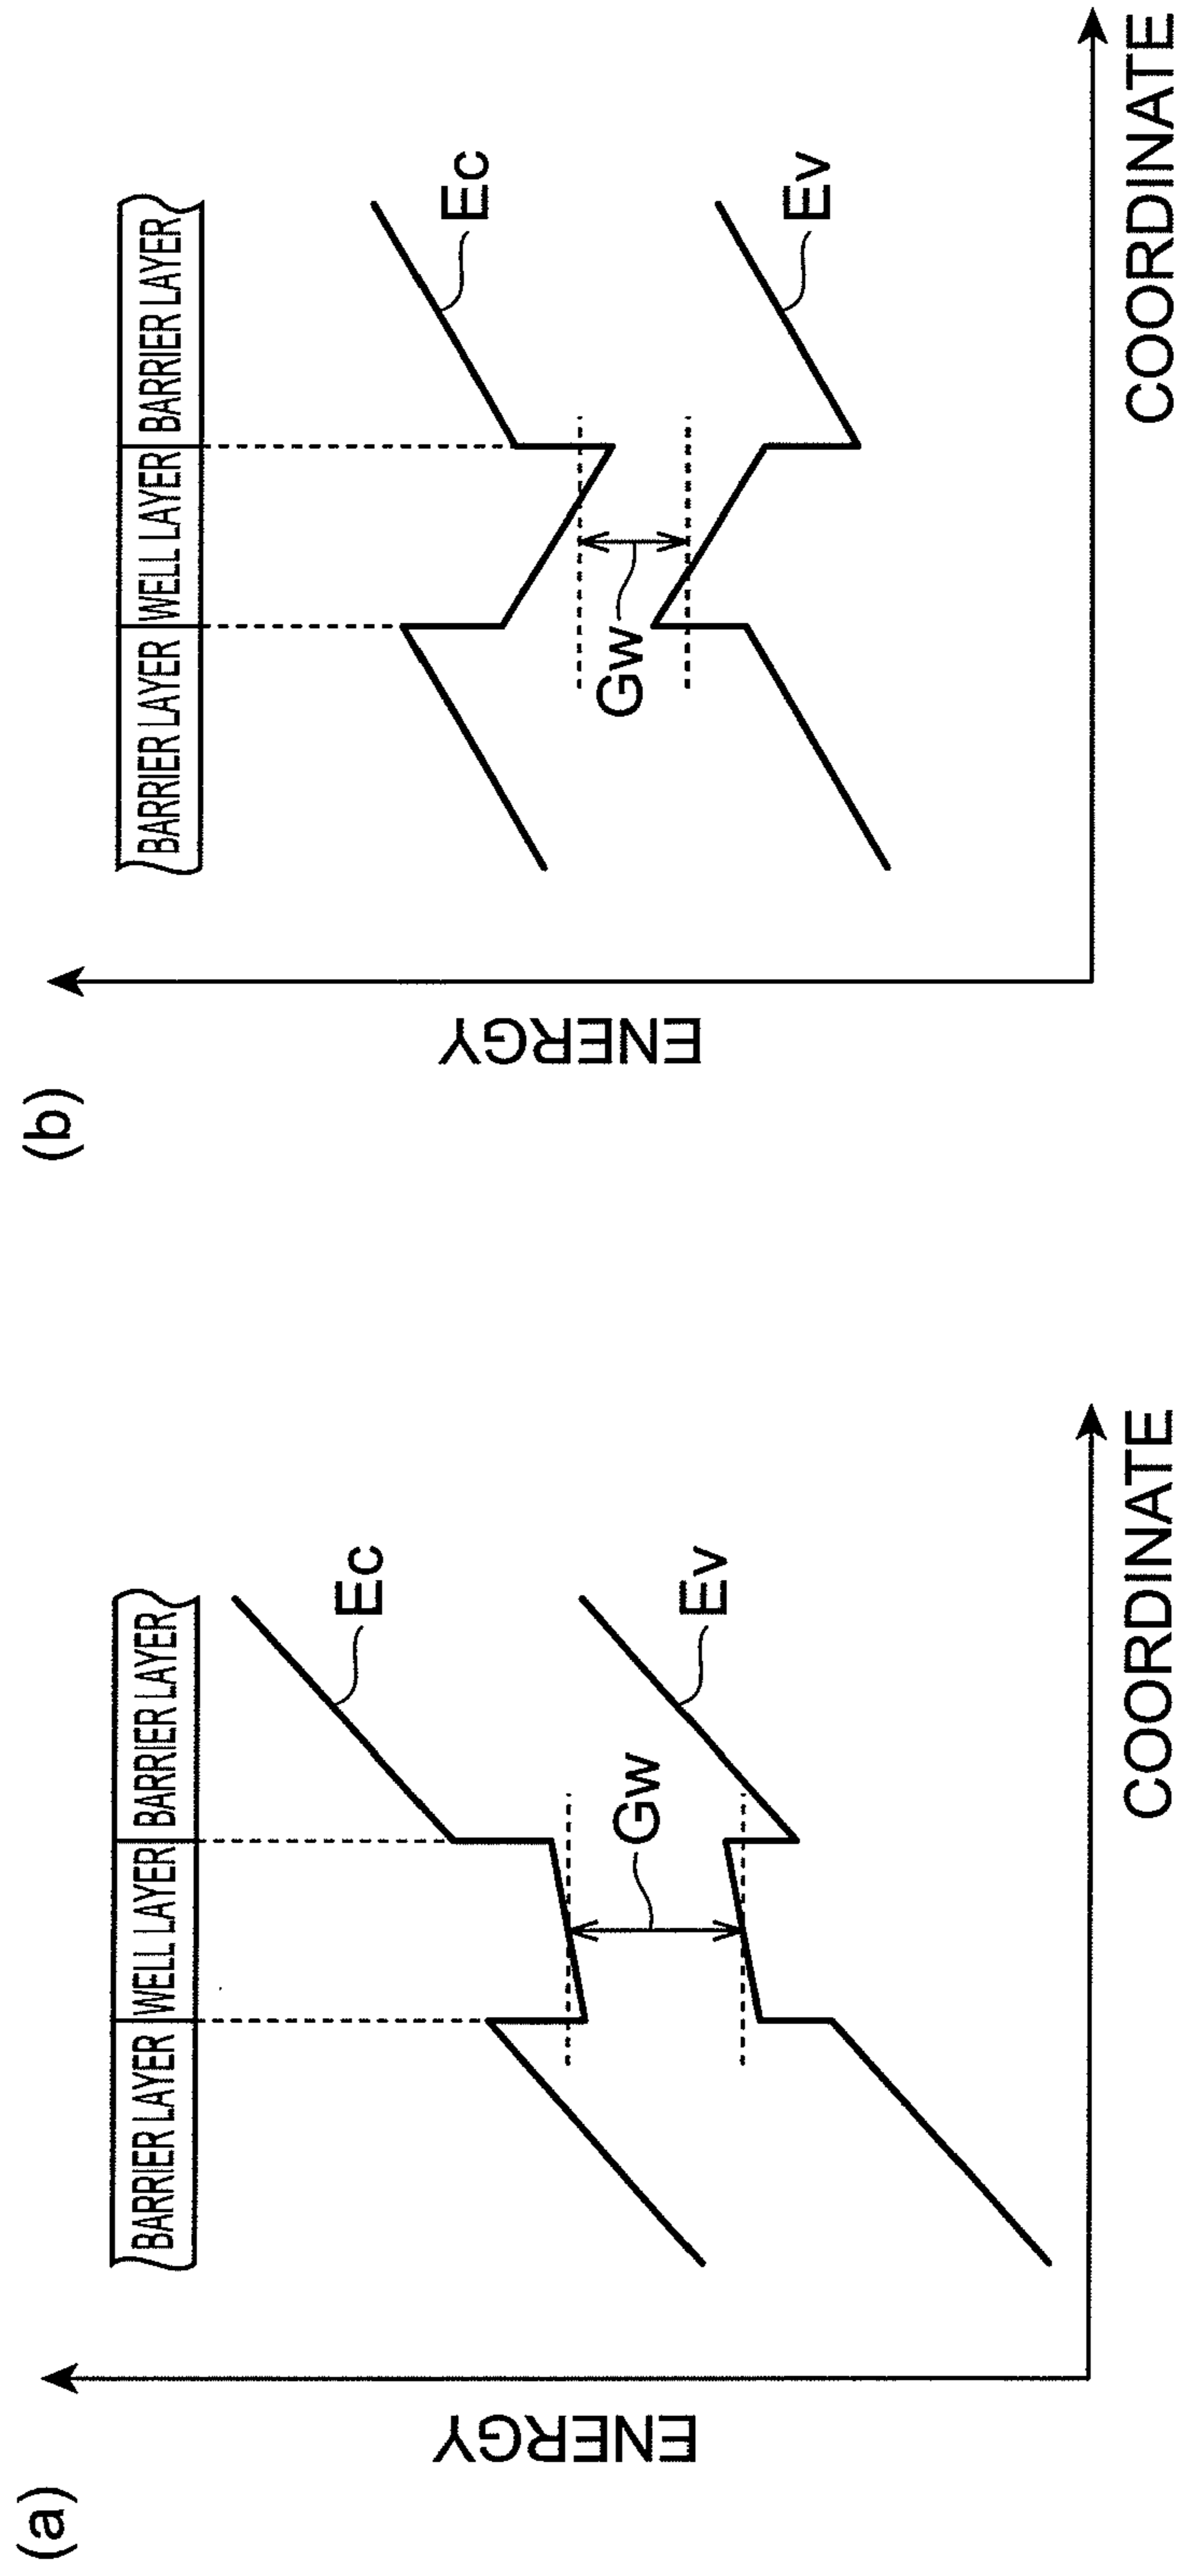 (a)
BARRIER LAYER WELL LAYER BARRIER LAYER
Ec
Gw
Ev
ENERGY
COORDINATE
(b)
BARRIER LAYER WELL LAYER BARRIER LAYER
Ec
Gw
Ev
ENERGY
COORDINATE